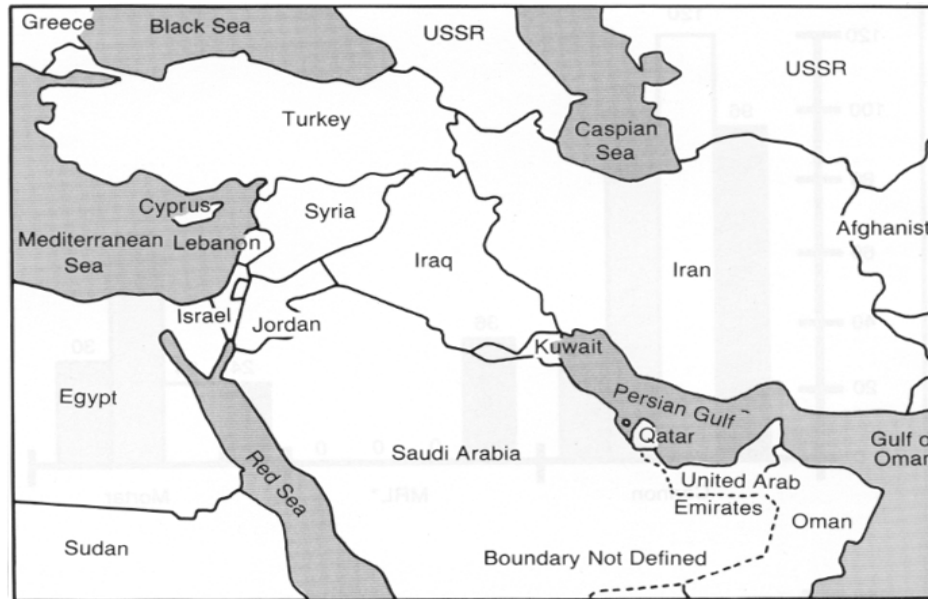 Greece
Black Sea
USSR
USSR
Turkey
Caspian
Sea
Cyprus
Syria
Mediterranean
Sea
Lebanon
Afghanist
Iraq
Iran
Israel
Jordan
Kuwait
Egypt
Persian Gulf
Qatar
Gulf o
Oman
Red Sea
Saudi Arabia
United Arab
Emirates
Oman
Sudan
Boundary Not Defined